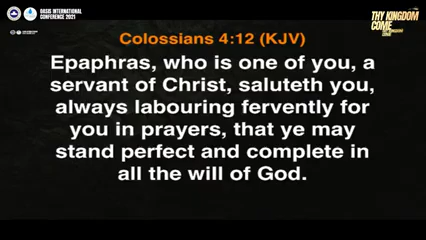 OASIS INTERNATIONAL
CONFERENCE 2021
THY KINGDOM
COME
Colossians 4:12 (KJV)
Epaphras, who is one of you, a
servant of Christ, saluteth you,
always labouring fervently for
you in prayers, that ye may
stand perfect and complete in
all the will of God.